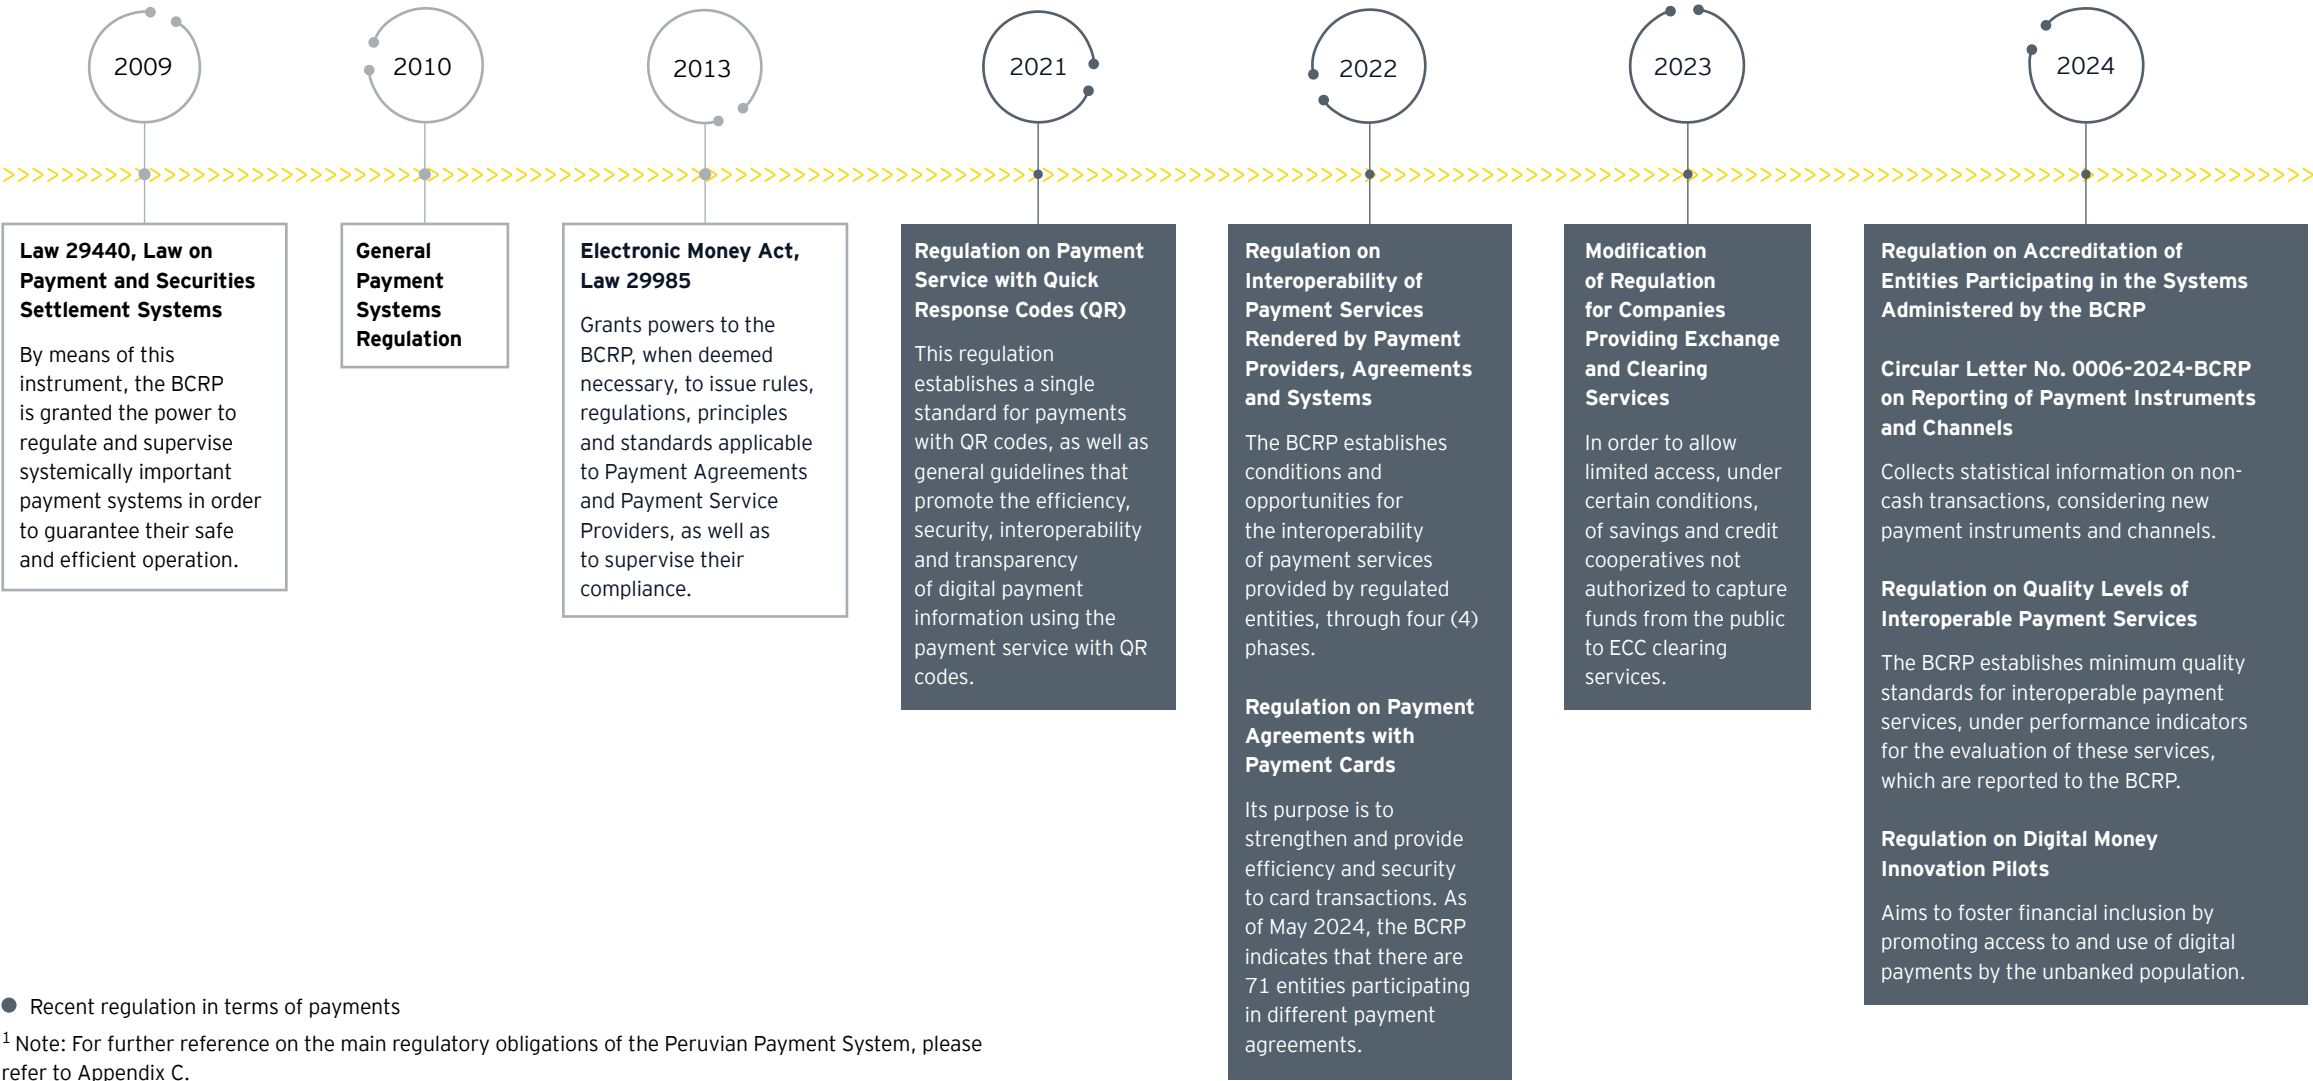 2009
2010
2013
2021
2022
2023
2024
Law 29440, Law on
Payment and Securities
Settlement Systems
By means of this
instrument, the BCRP
is granted the power to
regulate and supervise
systemically important
payment systems in order
to guarantee their safe
and efficient operation.
General
Payment
Systems
Regulation
Electronic Money Act,
Law 29985
Grants powers to the
BCRP, when deemed
necessary, to issue rules,
regulations, principles
and standards applicable
to Payment Agreements
and Payment Service
Providers, as well as
to supervise their
compliance.
Regulation on Payment
Service with Quick
Response Codes (QR)
This regulation
establishes a single
standard for payments
with QR codes, as well as
general guidelines that
promote the efficiency,
security, interoperability
and transparency
of digital payment
information using the
payment service with QR
codes.
Regulation on
Interoperability of
Payment Services
Rendered by Payment
Providers, Agreements
and Systems
The BCRP establishes
conditions and
opportunities for
the interoperability
of payment services
provided by regulated
entities, through four (4)
phases.
Regulation on Payment
Agreements with
Payment Cards
Its purpose is to
strengthen and provide
efficiency and security
to card transactions. As
of May 2024, the BCRP
indicates that there are
71 entities participating
in different payment
agreements.
Modification
of Regulation
for Companies
Providing Exchange
and Clearing
Services
In order to allow
limited access, under
certain conditions,
of savings and credit
cooperatives not
authorized to capture
funds from the public
to ECC clearing
services.
Regulation on Accreditation of
Entities Participating in the Systems
Administered by the BCRP
Circular Letter No. 0006-2024-BCRP
on Reporting of Payment Instruments
and Channels
Collects statistical information on non-
cash transactions, considering new
payment instruments and channels.
Regulation on Quality Levels of
Interoperable Payment Services
The BCRP establishes minimum quality
standards for interoperable payment
services, under performance indicators
for the evaluation of these services,
which are reported to the BCRP.
Regulation on Digital Money
Innovation Pilots
Aims to foster financial inclusion by
promoting access to and use of digital
payments by the unbanked population.
Recent regulation in terms of payments
1 Note: For further reference on the main regulatory obligations of the Peruvian Payment System, please
refer to Appendix C.